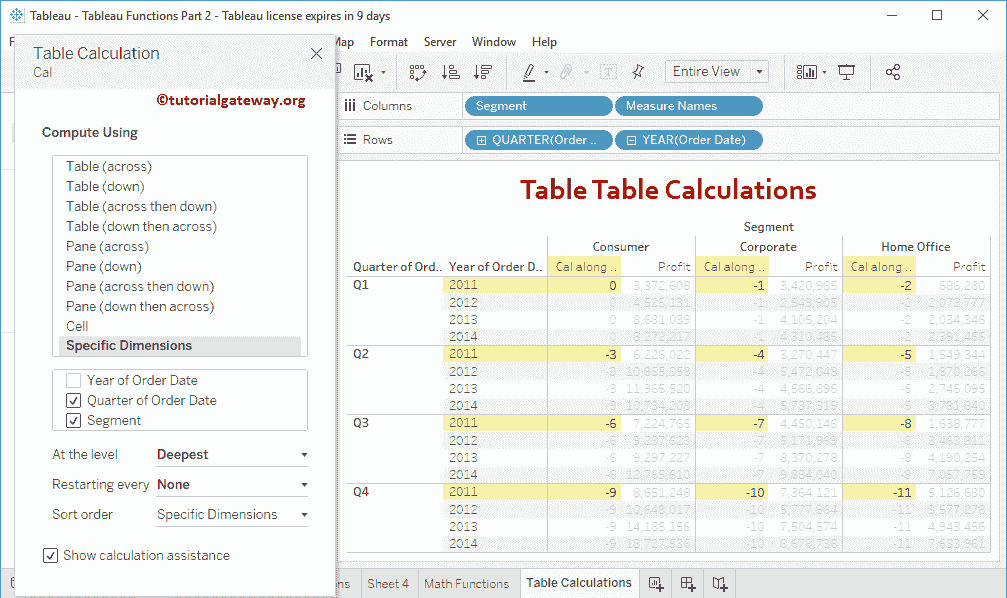 Tableau - Tableau Functions Part 2 - Tableau license expires in 9 days
Map Format Server Window Help
Table Calculation
Cal
©tutorialgateway.org
Compute Using
Table (across)
Table (down)
Table (across then down)
Table (down then across)
Pane (across)
Pane (down)
Pane (across then down)
Pane (down then across)
Cell
Specific Dimensions
Year of Order Date
Quarter of Order Date
Segment
At the level Deepest
Restarting every None
Sort order Specific Dimensions
Show calculation assistance
Entire View
Columns Segment Measure Names
Rows QUARTER(Order .. YEAR(Order Date)
Table Table Calculations
Segment
Consumer Corporate Home Office
Quarter of Ord.. Year of Order D.. Cal along .. Profit Cal along .. Profit Cal along .. Profit
Q1 2011 0 3,372,608 -1 3,420,985 -2 686,280
2012 0 4,525,131 -1 2,549,905 -2 2,072,777
2013 0 8,681,039 -1 4,105,204 -2 2,034,346
2014 0 8,272,217 -1 4,310,485 -2 2,391,456
Q2 2011 -3 6,226,022 -4 3,270,447 -5 1,549,344
2012 -3 10,855,358 -4 5,472,048 -5 1,870,266
2013 -3 11,965,520 -4 4,566,895 -5 2,745,095
2014 -3 10,734,208 -4 5,737,315 -5 3,781,840
Q3 2011 -6 7,224,765 -7 4,450,146 -8 1,638,777
2012 -6 9,237,623 -7 5,171,969 -8 3,463,811
2013 -6 9,297,227 -7 8,370,278 -8 4,190,254
2014 -6 12,765,610 -7 9,884,040 -8 7,057,759
Q4 2011 -9 8,651,248 -10 7,364,121 -11 5,126,680
2012 -9 10,648,017 -10 5,777,964 -11 3,577,278
2013 -9 14,185,156 -10 7,504,574 -11 4,943,456
2014 -9 18,727,536 -10 8,678,736 -11 7,633,961
Sheet 4 Math Functions Table Calculations